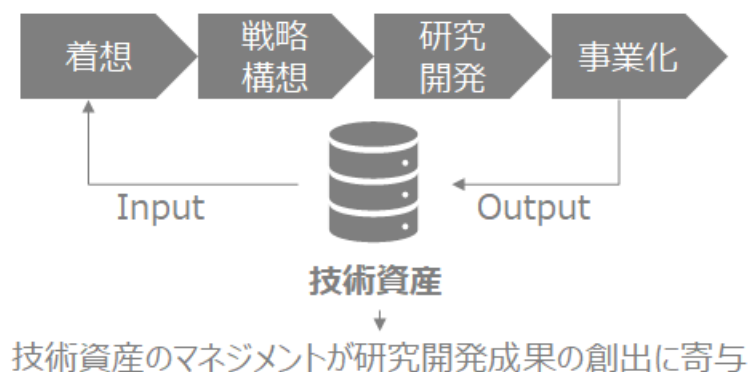 着想
戦略
構想
研究
開発
事業化
Input
Output
技術資産
技術資産のマネジメントが研究開発成果の創出に寄与